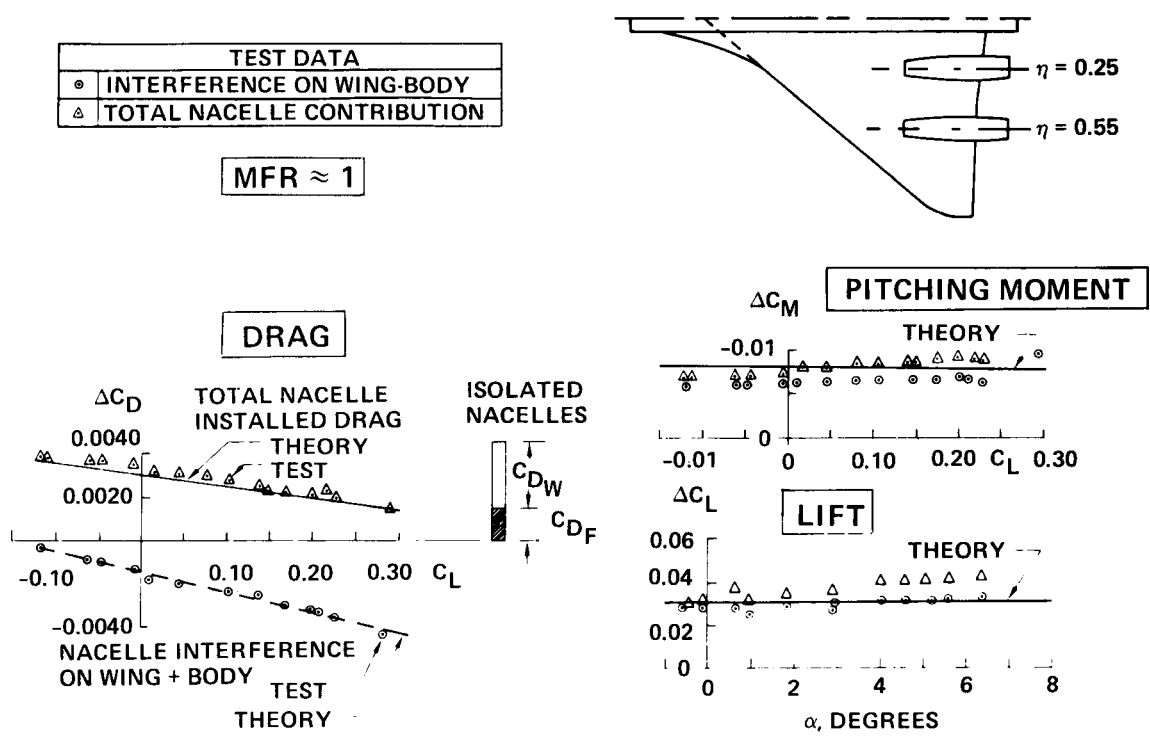 TEST DATA
⊙ INTERFERENCE ON WING-BODY
△ TOTAL NACELLE CONTRIBUTION
MFR ≈ 1
η = 0.25
η = 0.55
DRAG
ΔC_D
0.0040
0.0020
TOTAL NACELLE
INSTALLED DRAG
THEORY
TEST
ISOLATED
NACELLES
C_D_W
C_D_F
-0.10
0.10
0.20
0.30
C_L
-0.0040
NACELLE INTERFERENCE
ON WING + BODY
TEST
THEORY
PITCHING MOMENT
ΔC_M
-0.01
THEORY
0
-0.01
0
0.10
0.20
C_L
0.30
LIFT
ΔC_L
0.06
0.04
0.02
0
THEORY
0
2
4
6
8
α, DEGREES